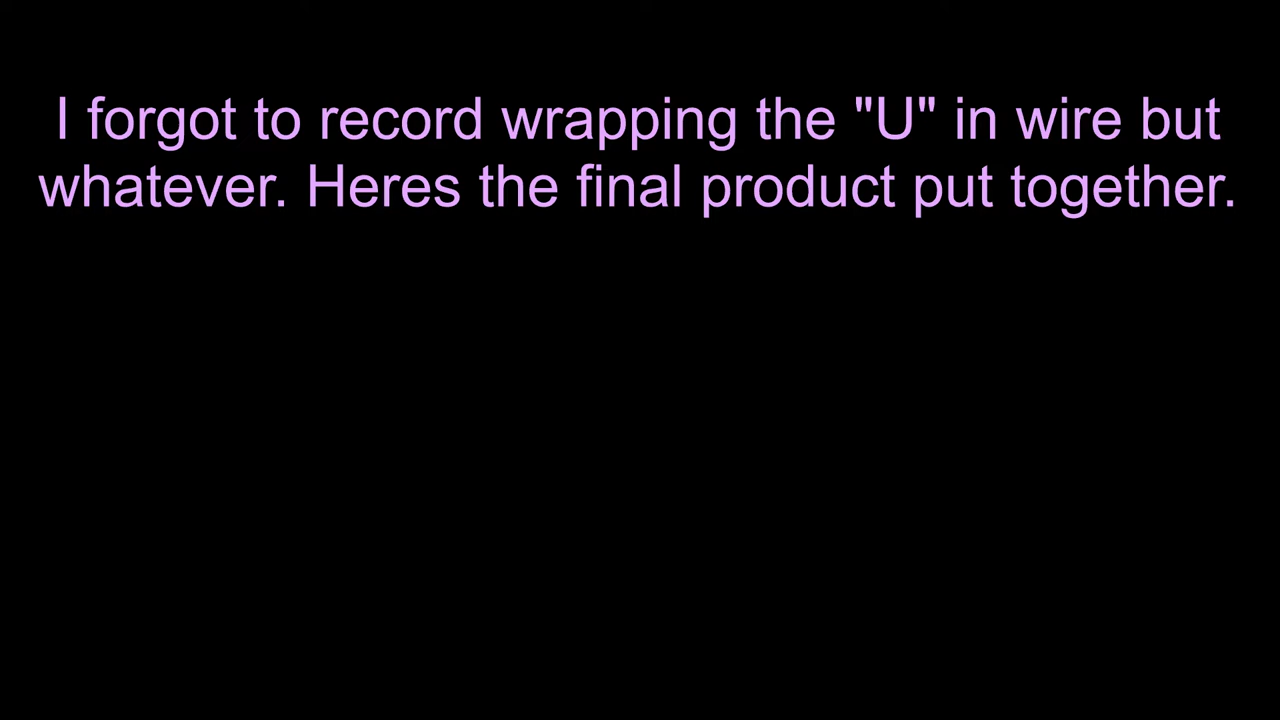 I forgot to record wrapping the "U" in wire but
whatever. Heres the final product put together.